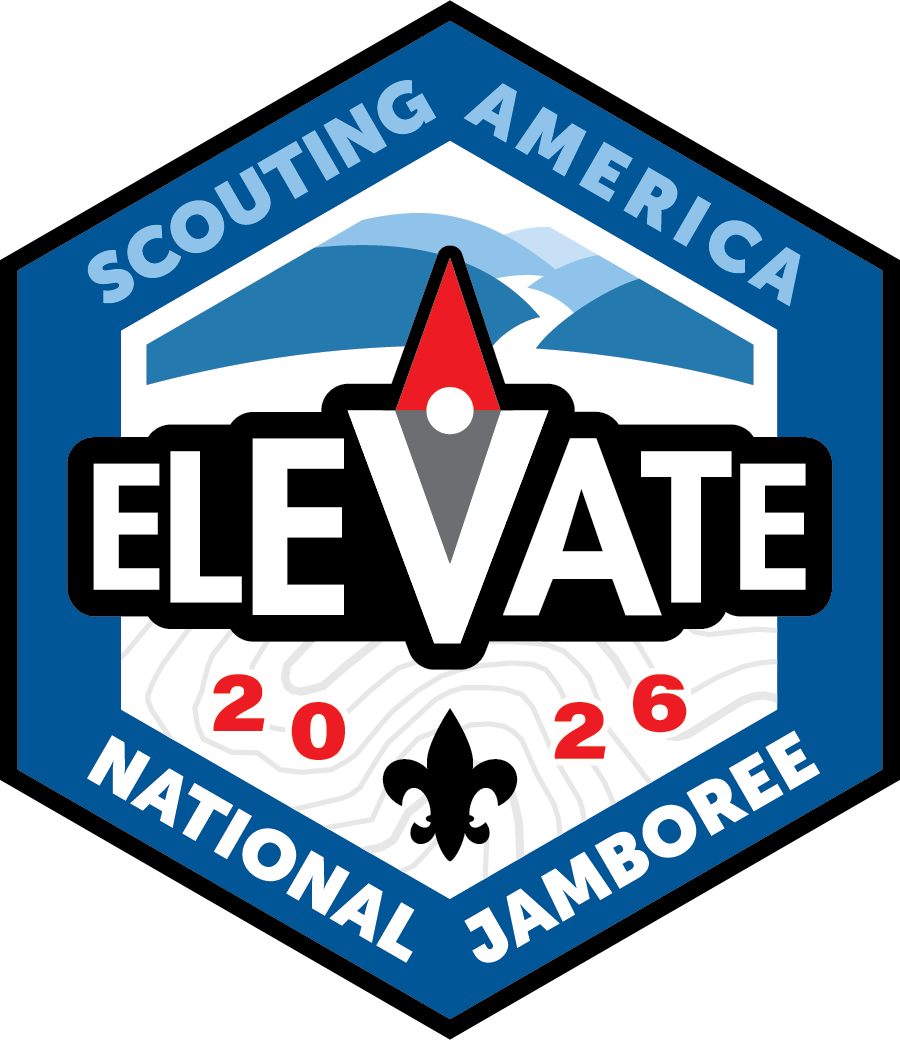 SCOUTING AMERICA
ELEVATE
2026
NATIONAL JAMBOREE